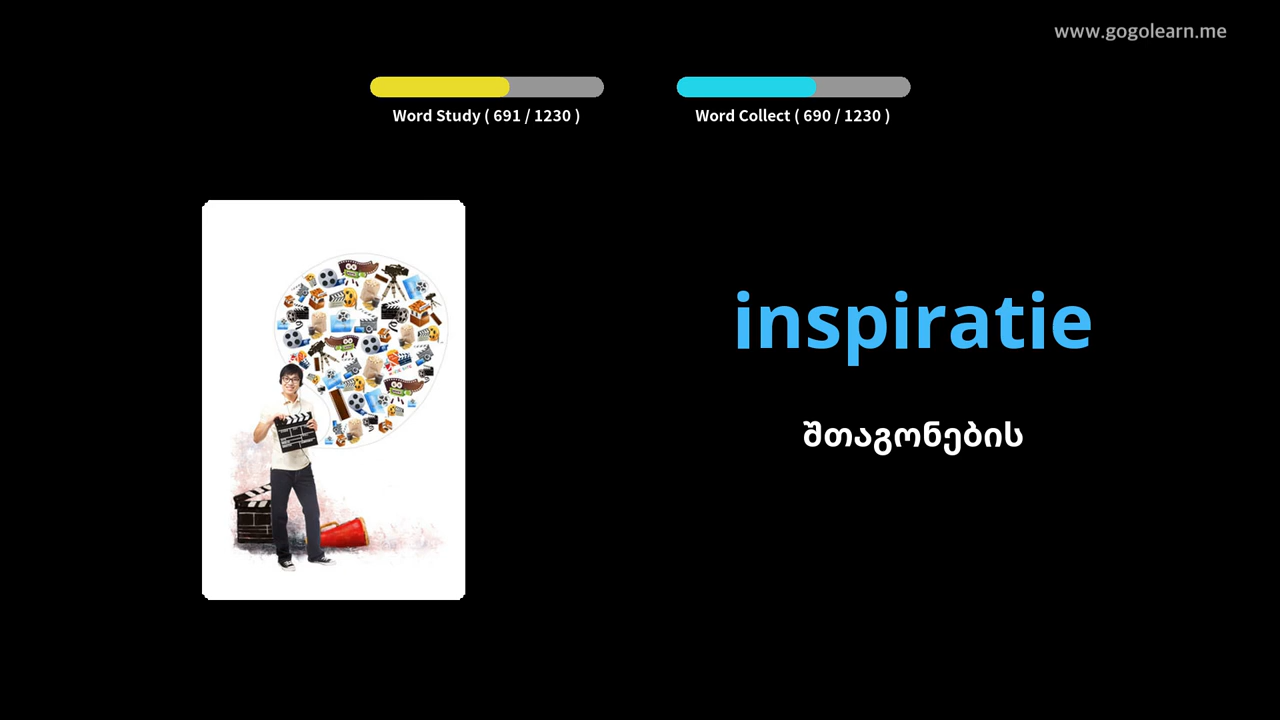 www.gogolearn.me
Word Study ( 691 / 1230 )
Word Collect ( 690 / 1230 )
inspiratie
შთაგონების